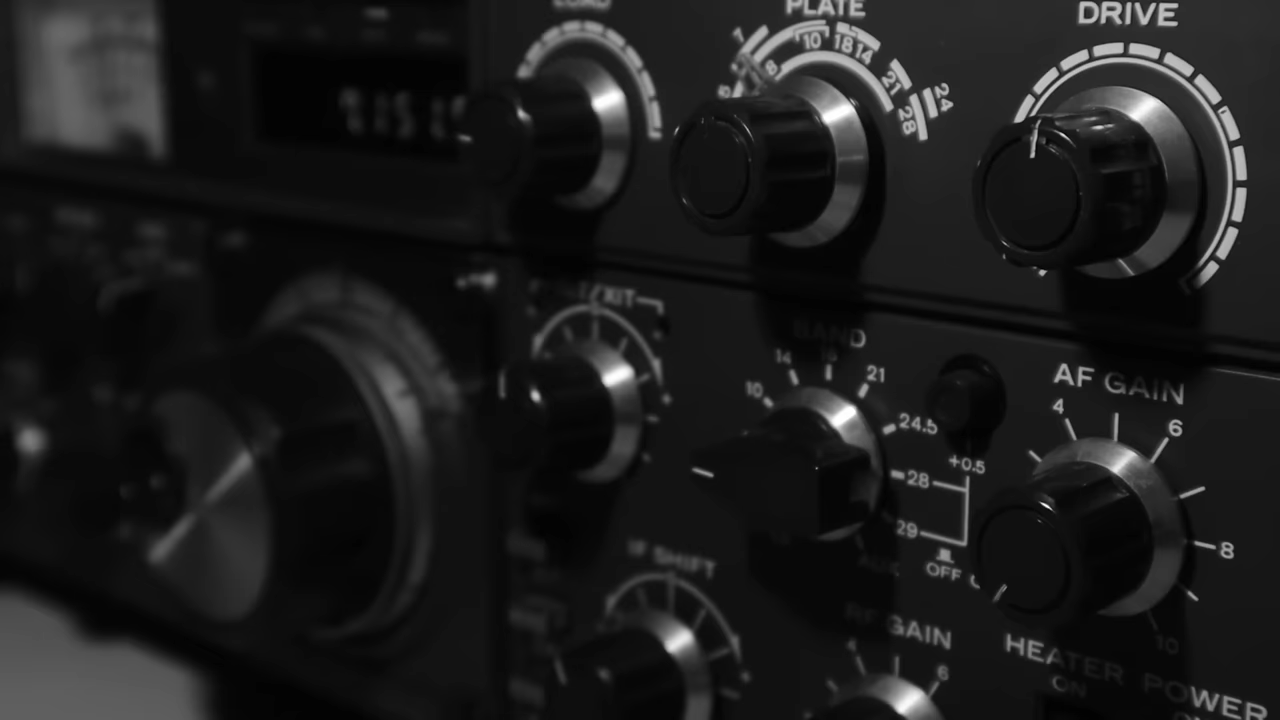 LOAD
PLATE
DRIVE
7 10 18 14 21 24 28
BAND
10 14 18 21 24.5 28 29
+0.5
OFF
AF GAIN
4 6 8 10
IF SHIFT
RF GAIN
6
HEATER POWER
ON